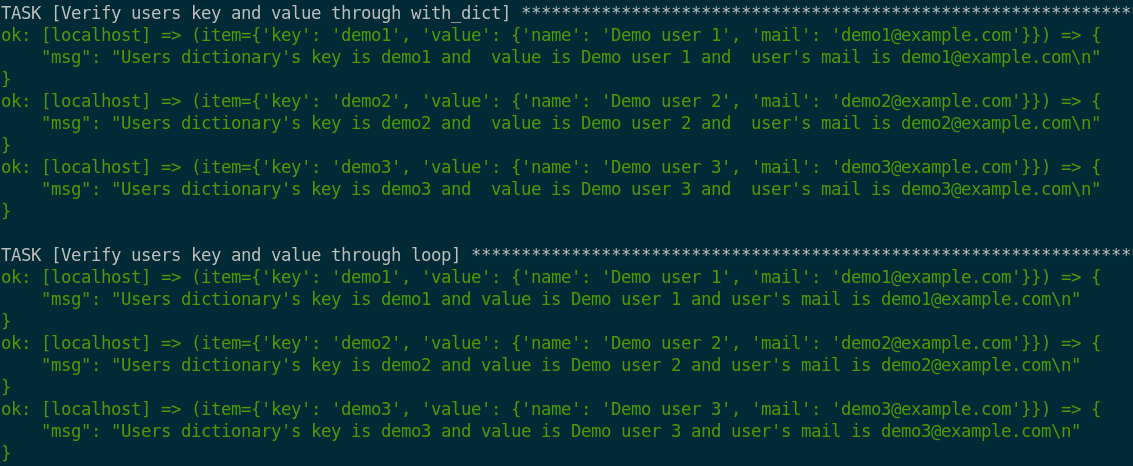 TASK [Verify users key and value through with_dict] *************************************************************
ok: [localhost] => (item={'key': 'demo1', 'value': {'name': 'Demo user 1', 'mail': 'demo1@example.com'}}) => {
    "msg": "Users dictionary's key is demo1 and  value is Demo user 1 and  user's mail is demo1@example.com\n"
}
ok: [localhost] => (item={'key': 'demo2', 'value': {'name': 'Demo user 2', 'mail': 'demo2@example.com'}}) => {
    "msg": "Users dictionary's key is demo2 and  value is Demo user 2 and  user's mail is demo2@example.com\n"
}
ok: [localhost] => (item={'key': 'demo3', 'value': {'name': 'Demo user 3', 'mail': 'demo3@example.com'}}) => {
    "msg": "Users dictionary's key is demo3 and  value is Demo user 3 and  user's mail is demo3@example.com\n"
}

TASK [Verify users key and value through loop] ******************************************************************
ok: [localhost] => (item={'key': 'demo1', 'value': {'name': 'Demo user 1', 'mail': 'demo1@example.com'}}) => {
    "msg": "Users dictionary's key is demo1 and value is Demo user 1 and user's mail is demo1@example.com\n"
}
ok: [localhost] => (item={'key': 'demo2', 'value': {'name': 'Demo user 2', 'mail': 'demo2@example.com'}}) => {
    "msg": "Users dictionary's key is demo2 and value is Demo user 2 and user's mail is demo2@example.com\n"
}
ok: [localhost] => (item={'key': 'demo3', 'value': {'name': 'Demo user 3', 'mail': 'demo3@example.com'}}) => {
    "msg": "Users dictionary's key is demo3 and value is Demo user 3 and user's mail is demo3@example.com\n"
}